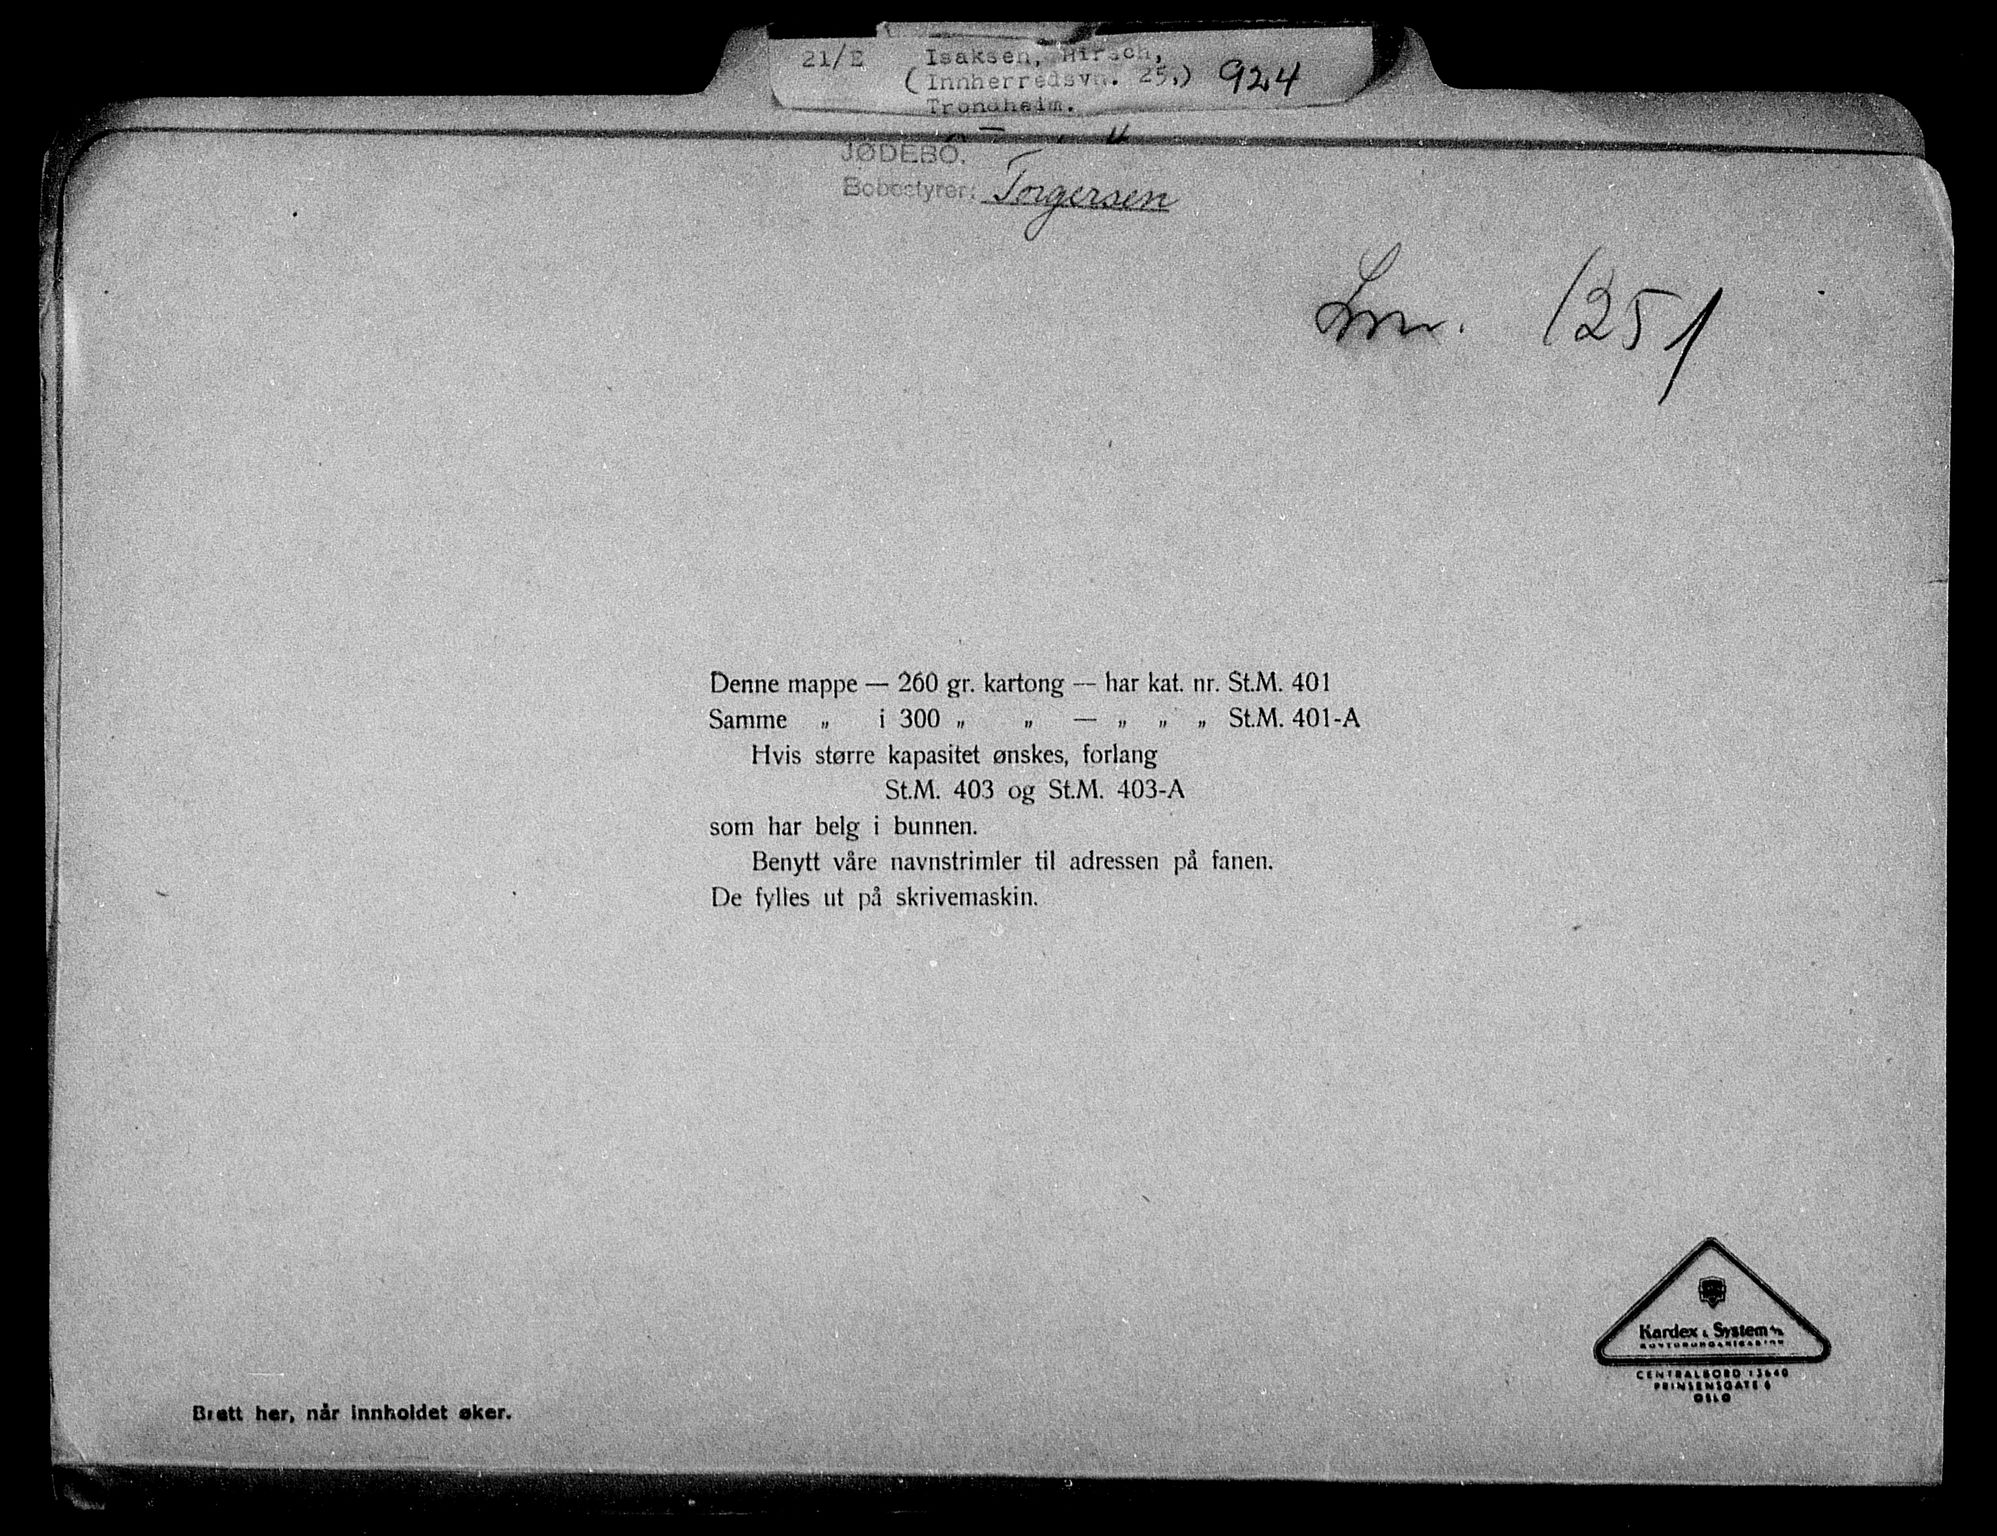 21/E Isaksen, Hirsch,
(Innherredsvn. 25.) 924
Trondheim.
JØDEBO.
Bobestyrer: Torgersen
Lnr. 1251
Denne mappe — 260 gr. kartong — har kat. nr. St.M. 401
Samme „ i 300 „ „ — „ „ „ St.M. 401-A
Hvis større kapasitet ønskes, forlang
St.M. 403 og St.M. 403-A
som har belg i bunnen.
Benytt våre navnstrimler til adressen på fanen.
De fylles ut på skrivemaskin.
Kardex & System A/S
KONTORORGANISASJON
CENTRALBORD 13640
PRINSENSGATE 6
OSLO
Brett her, når innholdet øker.